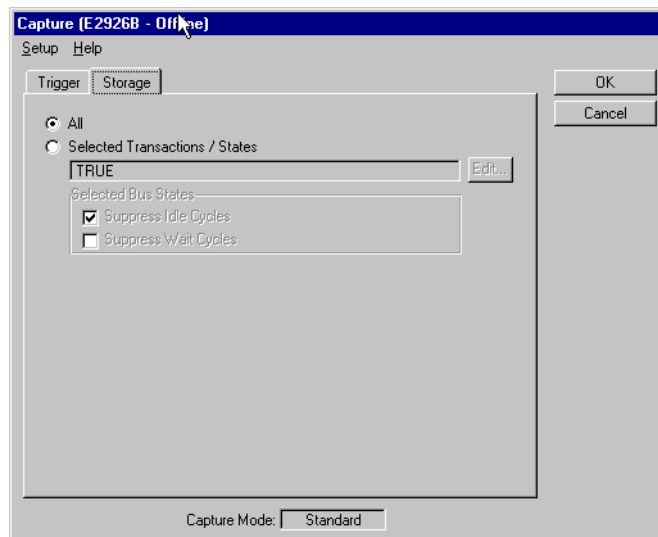 Capture (E2926B - Offline)
Setup Help
Trigger Storage
OK
Cancel
All
Selected Transactions / States
TRUE
Edit...
Selected Bus States
Suppress Idle Cycles
Suppress Wait Cycles
Capture Mode: Standard